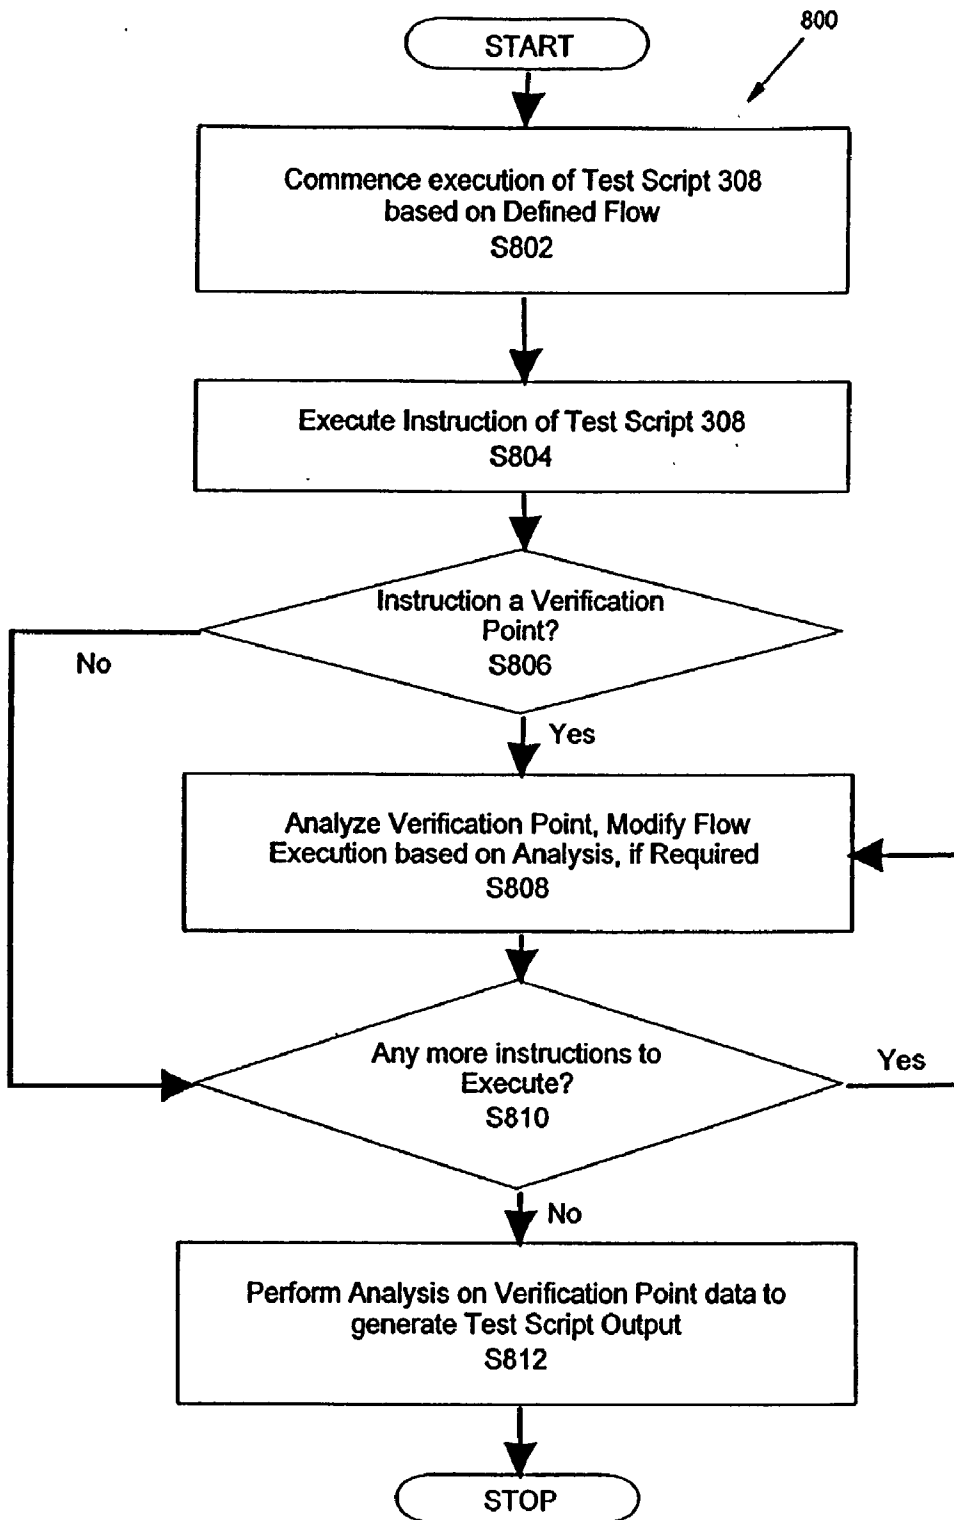 800
START
Commence execution of Test Script 308
based on Defined Flow
S802
Execute Instruction of Test Script 308
S804
Instruction a Verification
Point?
S806
No
Yes
Analyze Verification Point, Modify Flow
Execution based on Analysis, if Required
S808
Any more instructions to
Execute?
S810
Yes
No
Perform Analysis on Verification Point data to
generate Test Script Output
S812
STOP